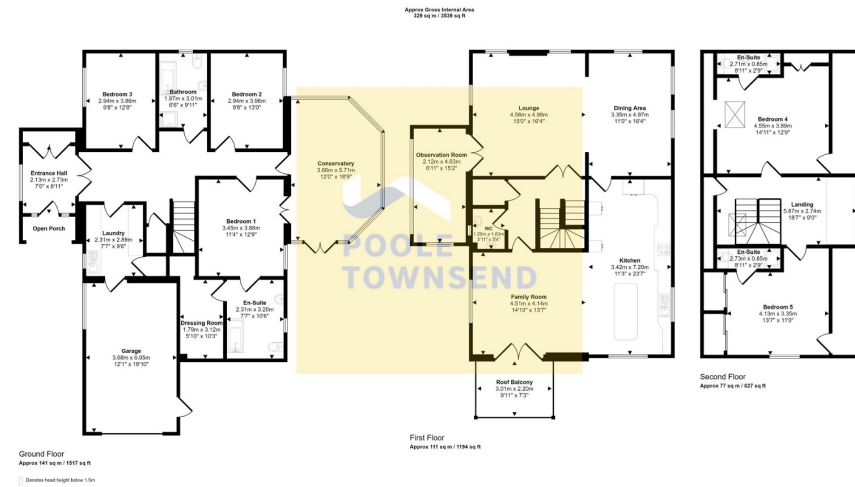 Approx Gross Internal Area
329 sq m / 3539 sq ft
Bedroom 3
2.94m x 3.86m
9'8" x 12'8"
Bathroom
1.97m x 3.01m
6'6" x 9'11"
Bedroom 2
2.94m x 3.96m
9'8" x 13'0"
Entrance Hall
2.13m x 2.73m
7'0" x 8'11"
Open Porch
Conservatory
3.66m x 5.71m
12'0" x 18'9"
Bedroom 1
3.45m x 3.88m
11'4" x 12'9"
Laundry
2.31m x 2.89m
7'7" x 9'6"
Dressing Room
1.79m x 3.12m
5'10" x 10'3"
En-Suite
2.31m x 3.20m
7'7" x 10'6"
Garage
3.68m x 6.05m
12'1" x 19'10"
Ground Floor
Approx 141 sq m / 1517 sq ft
Denotes head height below 1.5m
POOLE
TOWNSEND
Lounge
4.58m x 4.98m
15'0" x 16'4"
Dining Area
3.35m x 4.97m
11'0" x 16'4"
Observation Room
2.12m x 4.63m
6'11" x 15'2"
WC
1.20m x 1.63m
3'11" x 5'4"
Kitchen
3.42m x 7.20m
11'3" x 23'7"
Family Room
4.51m x 4.14m
14'10" x 13'7"
Roof Balcony
3.01m x 2.20m
9'11" x 7'3"
First Floor
Approx 111 sq m / 1194 sq ft
En-Suite
2.71m x 0.85m
8'11" x 2'9"
Bedroom 4
4.55m x 3.89m
14'11" x 12'9"
Landing
5.67m x 2.74m
18'7" x 9'0"
En-Suite
2.73m x 0.85m
8'11" x 2'9"
Bedroom 5
4.13m x 3.35m
13'7" x 11'0"
Second Floor
Approx 77 sq m / 827 sq ft